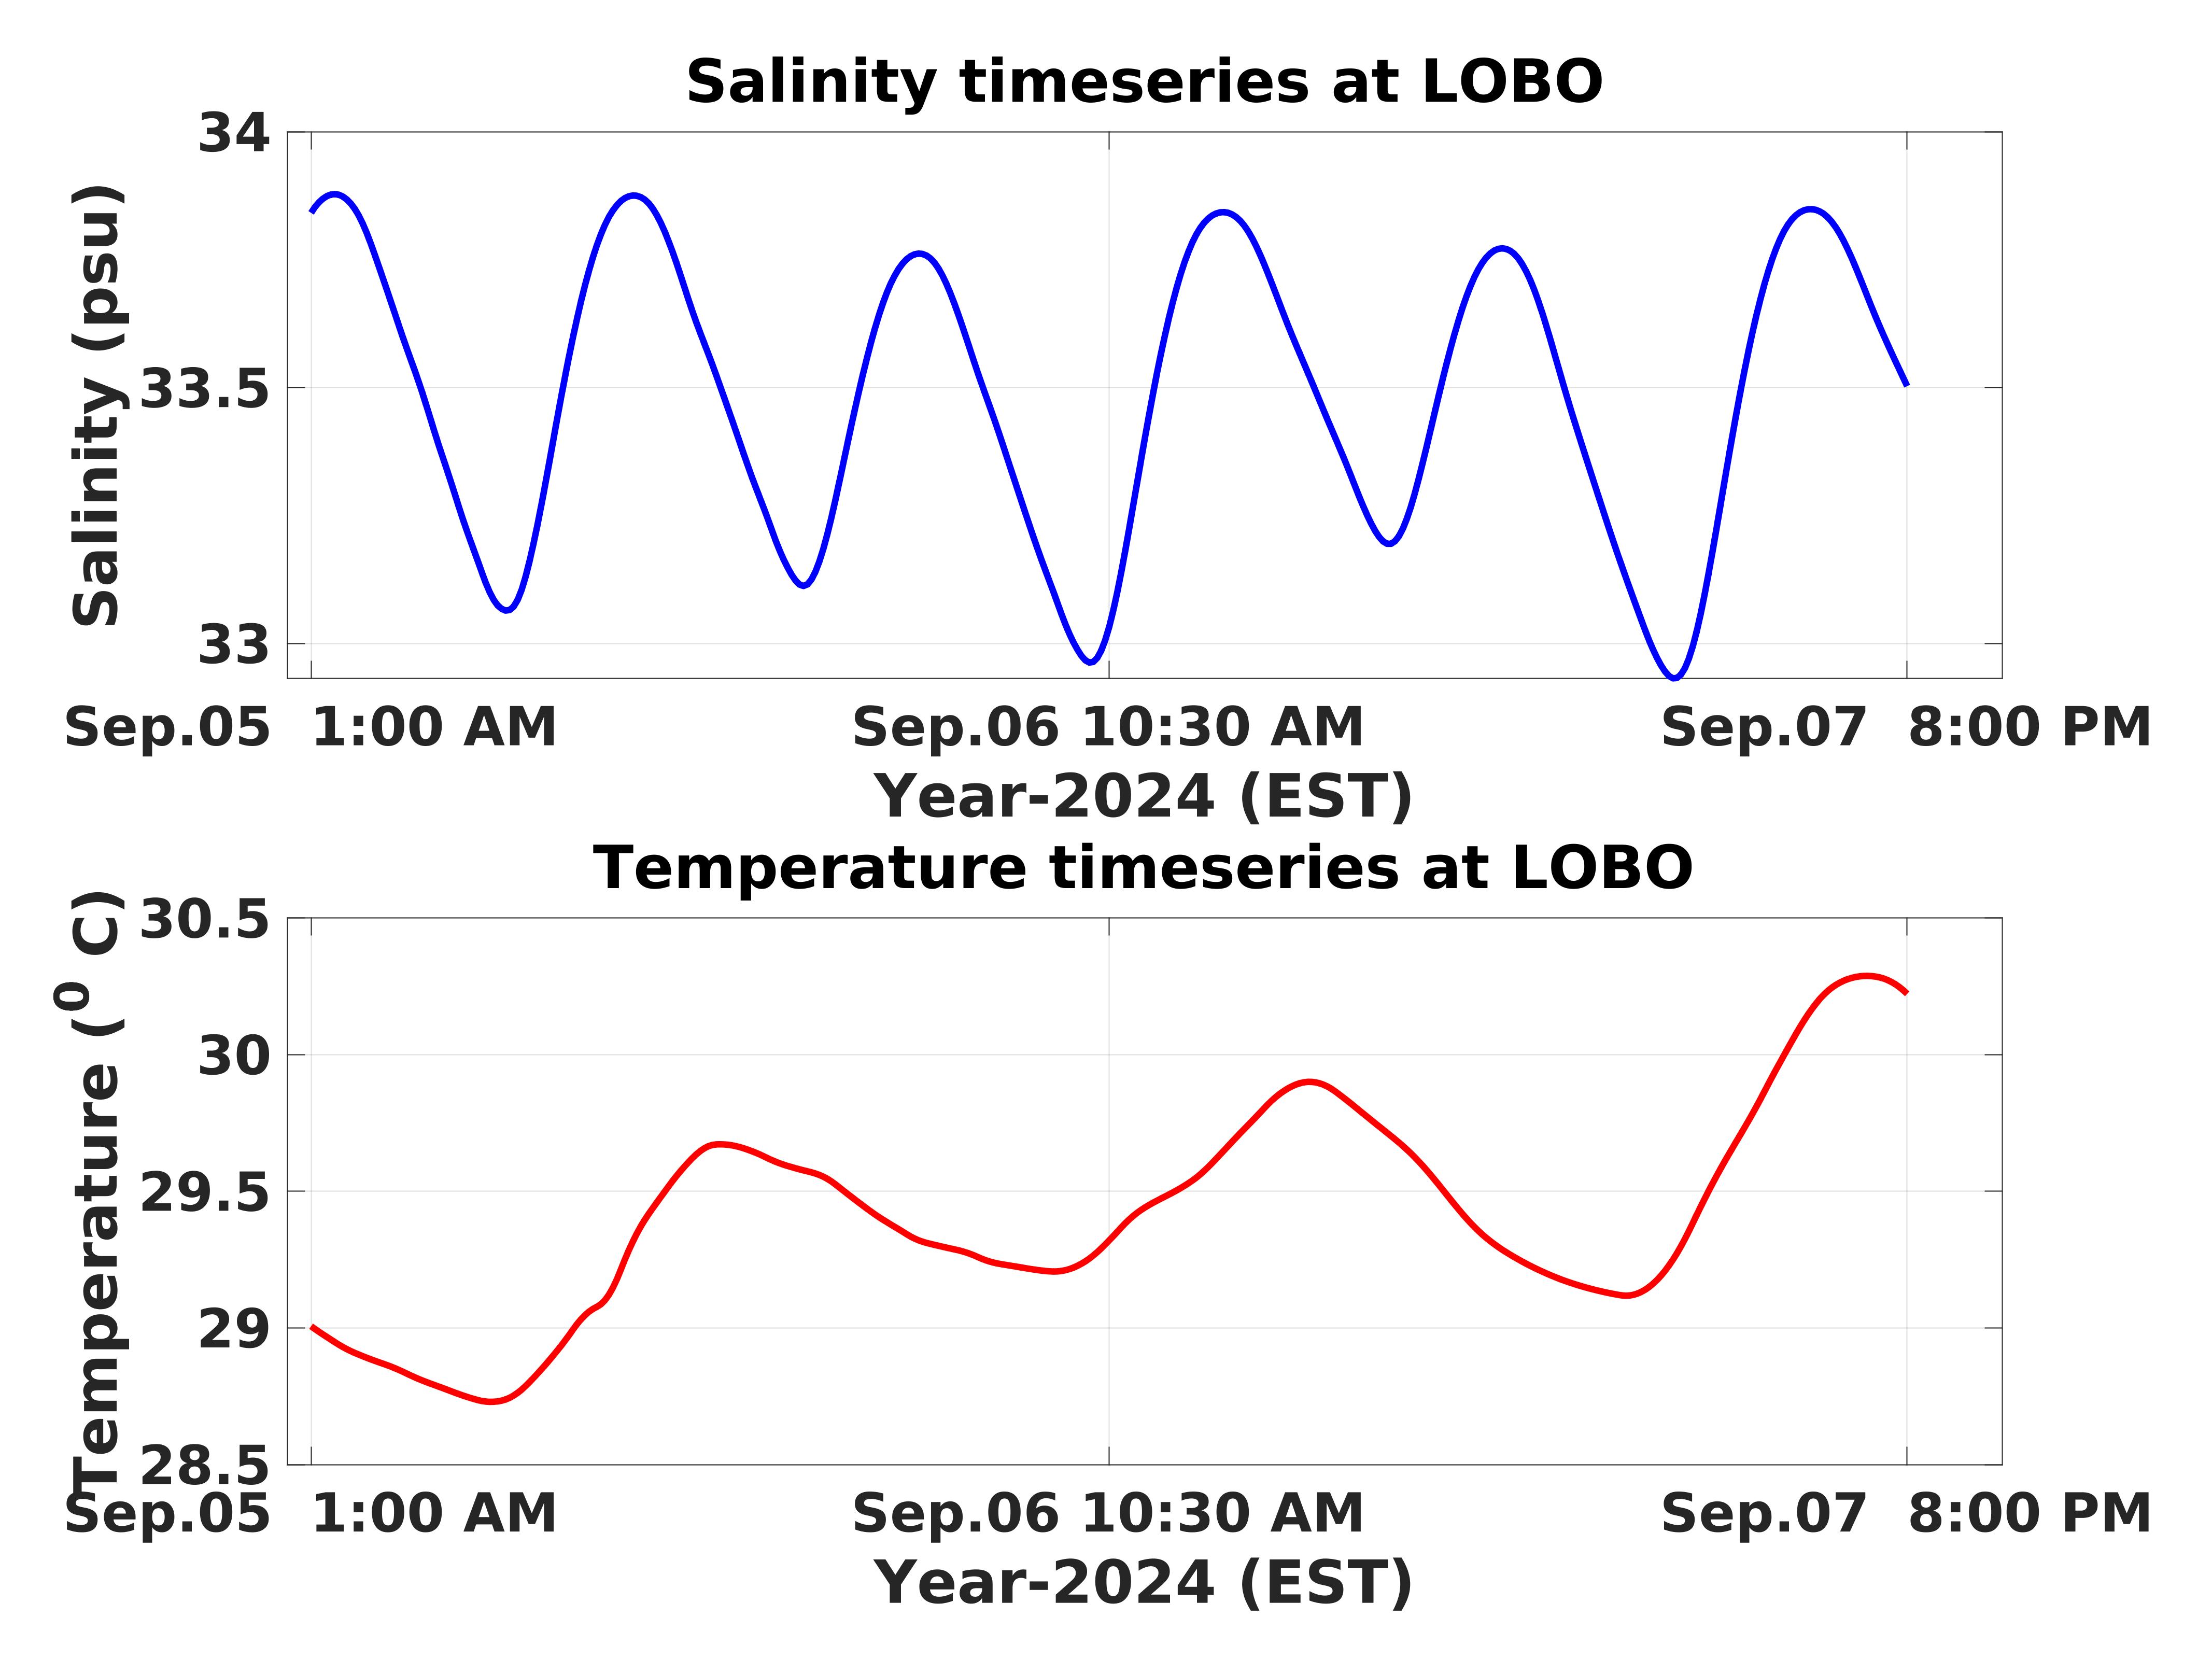 Salinity timeseries at LOBO
Salinity (psu)
34
33.5
33
Sep.05 1:00 AM
Sep.06 10:30 AM
Sep.07 8:00 PM
Year-2024 (EST)
Temperature timeseries at LOBO
Temperature (⁰ C)
30.5
30
29.5
29
28.5
Sep.05 1:00 AM
Sep.06 10:30 AM
Sep.07 8:00 PM
Year-2024 (EST)